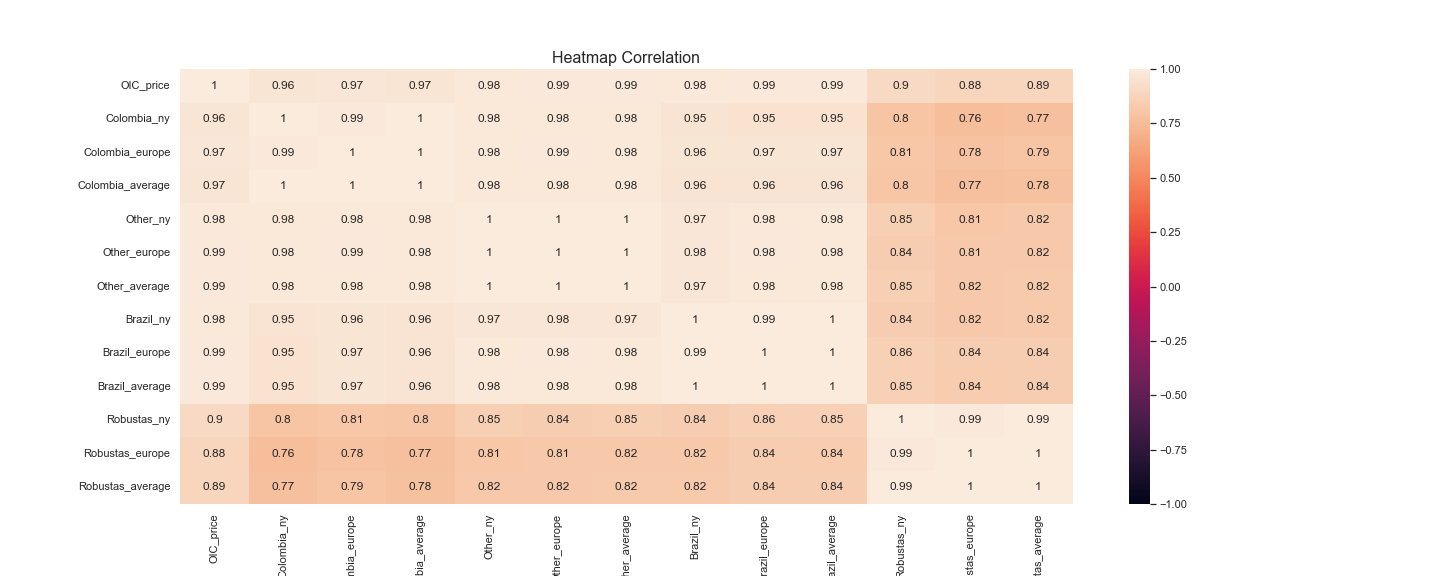 Heatmap Correlation
OIC_price 1 0.96 0.97 0.97 0.98 0.99 0.99 0.98 0.99 0.99 0.9 0.88 0.89
Colombia_ny 0.96 1 0.99 1 0.98 0.98 0.98 0.95 0.95 0.95 0.8 0.76 0.77
Colombia_europe 0.97 0.99 1 1 0.98 0.99 0.98 0.96 0.97 0.97 0.81 0.78 0.79
Colombia_average 0.97 1 1 1 0.98 0.98 0.98 0.96 0.96 0.96 0.8 0.77 0.78
Other_ny 0.98 0.98 0.98 0.98 1 1 1 0.97 0.98 0.98 0.85 0.81 0.82
Other_europe 0.99 0.98 0.99 0.98 1 1 1 0.98 0.98 0.98 0.84 0.81 0.82
Other_average 0.99 0.98 0.98 0.98 1 1 1 0.97 0.98 0.98 0.85 0.82 0.82
Brazil_ny 0.98 0.95 0.96 0.96 0.97 0.98 0.97 1 0.99 1 0.84 0.82 0.82
Brazil_europe 0.99 0.95 0.97 0.96 0.98 0.98 0.98 0.99 1 1 0.86 0.84 0.84
Brazil_average 0.99 0.95 0.97 0.96 0.98 0.98 0.98 1 1 1 0.85 0.84 0.84
Robustas_ny 0.9 0.8 0.81 0.8 0.85 0.84 0.85 0.84 0.86 0.85 1 0.99 0.99
Robustas_europe 0.88 0.76 0.78 0.77 0.81 0.81 0.82 0.82 0.84 0.84 0.99 1 1
Robustas_average 0.89 0.77 0.79 0.78 0.82 0.82 0.82 0.82 0.84 0.84 0.99 1 1
OIC_price
Colombia_ny
mbia_europe
bia_average
Other_ny
ther_europe
her_average
Brazil_ny
razil_europe
azil_average
Robustas_ny
stas_europe
tas_average
1.00
0.75
0.50
0.25
0.00
−0.25
−0.50
−0.75
−1.00